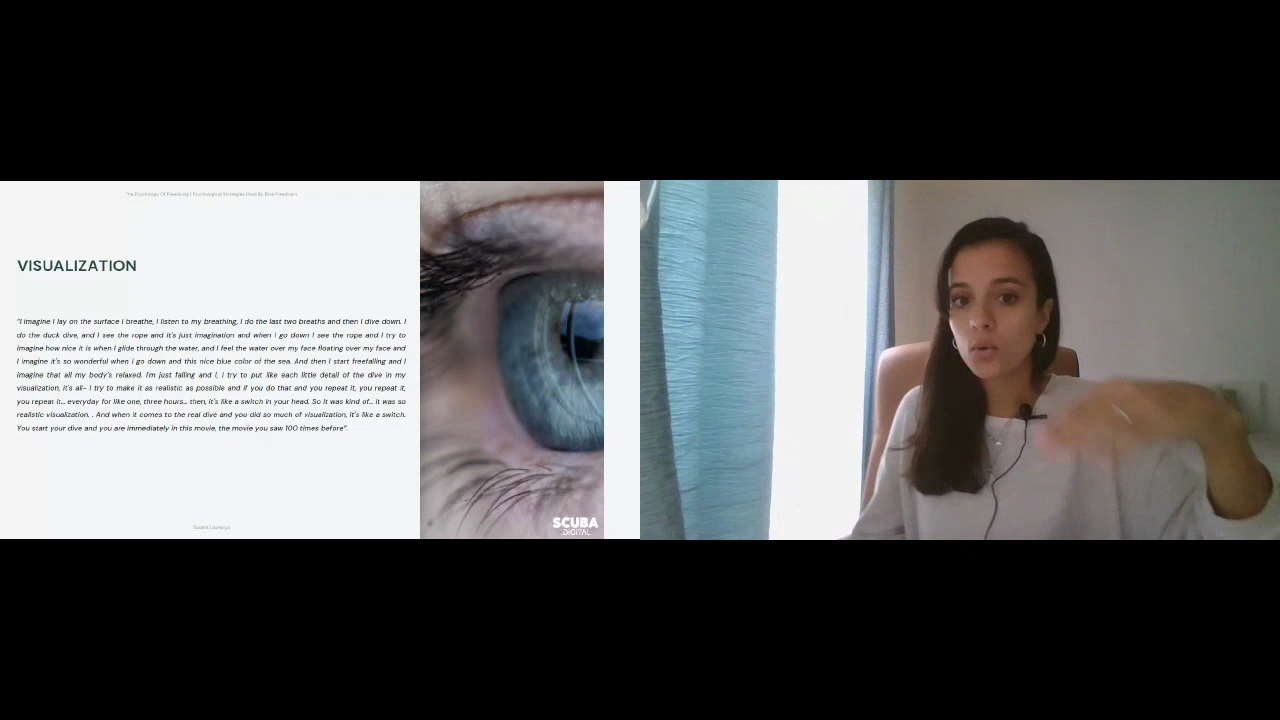 The Psychology Of Freediving | Psychological Strategies Used By Elite Freedivers
VISUALIZATION
"I imagine I lay on the surface I breathe, I listen to my breathing, I do the last two breaths and then I dive down. I
do the duck dive, and I see the rope and it's just imagination and when I go down I see the rope and I try to
imagine how nice it is when I glide through the water, and I feel the water over my face floating over my face and
I imagine it's so wonderful when I go down and this nice blue color of the sea. And then I start freefalling and I
imagine that all my body's relaxed. I'm just falling and I, I try to put like each little detail of the dive in my
visualization, it's all- I try to make it as realistic as possible and if you do that and you repeat it, you repeat it,
you repeat it... everyday for like one, three hours... then, it's like a switch in your head. So it was kind of... it was so
realistic visualization. . And when it comes to the real dive and you did so much of visualization, it's like a switch.
You start your dive and you are immediately in this movie, the movie you saw 100 times before".
SCUBA
DIGITAL